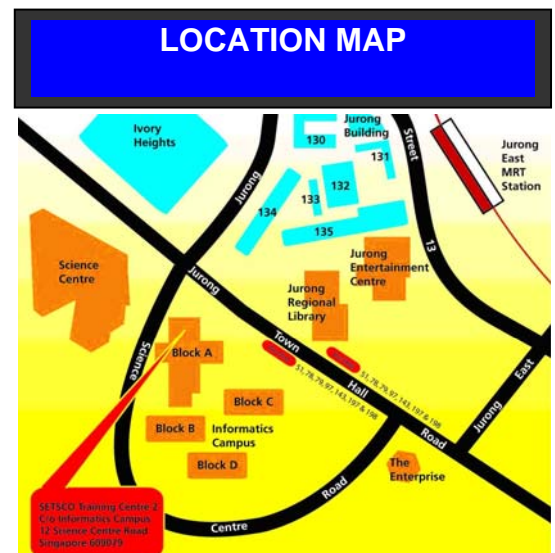 LOCATION MAP
Ivory
Heights
Jurong
Building
130
131
132
133
134
135
Street
13
Jurong
East
MRT
Station
Jurong
Science
Centre
Jurong
Entertainment
Centre
Jurong
Regional
Library
Jurong
Town
Hall
Road
Science
Block A
51, 78, 79, 97, 143, 197 & 198
51, 78, 79, 97, 143, 197 & 198
Jurong
East
Block C
Block B
Informatics
Campus
Block D
The
Enterprise
Centre
Road
SETSCO Training Centre 2
C/o Informatics Campus
12 Science Centre Road
Singapore 609079